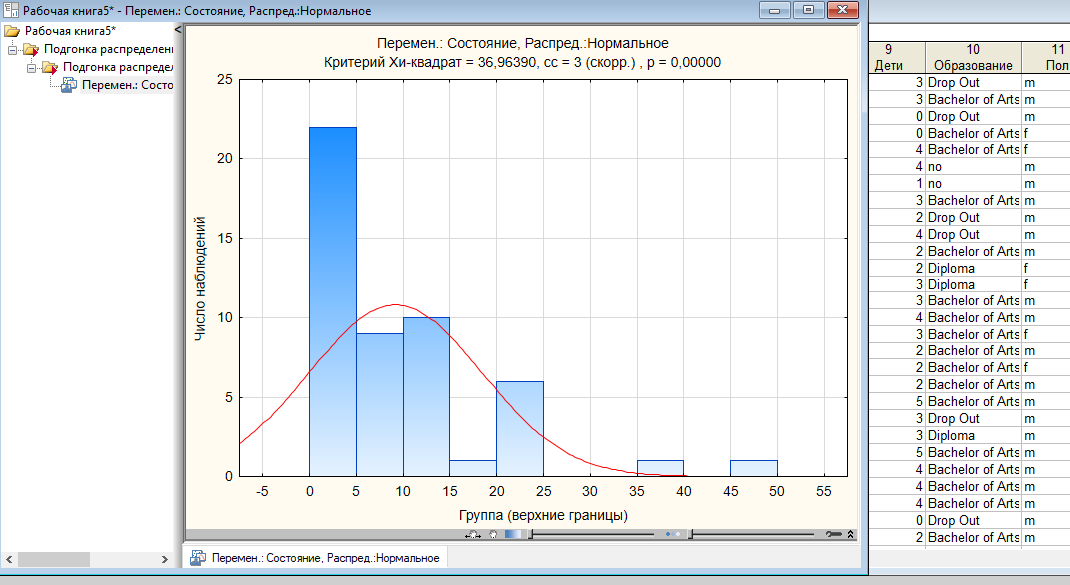 Рабочая книга5* - Перемен.: Состояние, Распред.:Нормальное
Рабочая книга5*
Подгонка распределени
Подгонка распредел
Перемен.: Состо
Перемен.: Состояние, Распред.:Нормальное
Критерий Хи-квадрат = 36,96390, сс = 3 (скорр.) , p = 0,00000
25
20
15
10
5
0
Число наблюдений
-5 0 5 10 15 20 25 30 35 40 45 50 55
Группа (верхние границы)
Перемен.: Состояние, Распред.:Нормальное
9 10 11
Дети Образование Пол
3 Drop Out m
3 Bachelor of Arts m
0 Drop Out m
0 Bachelor of Arts f
4 Bachelor of Arts f
4 no m
1 no m
3 Bachelor of Arts m
2 Drop Out m
4 Drop Out m
2 Bachelor of Arts m
2 Diploma f
3 Diploma f
3 Bachelor of Arts m
4 Bachelor of Arts m
3 Bachelor of Arts f
2 Bachelor of Arts m
2 Bachelor of Arts f
2 Bachelor of Arts m
5 Bachelor of Arts m
3 Drop Out m
3 Diploma m
5 Bachelor of Arts m
4 Bachelor of Arts m
4 Bachelor of Arts m
4 Bachelor of Arts m
0 Drop Out m
2 Bachelor of Arts m